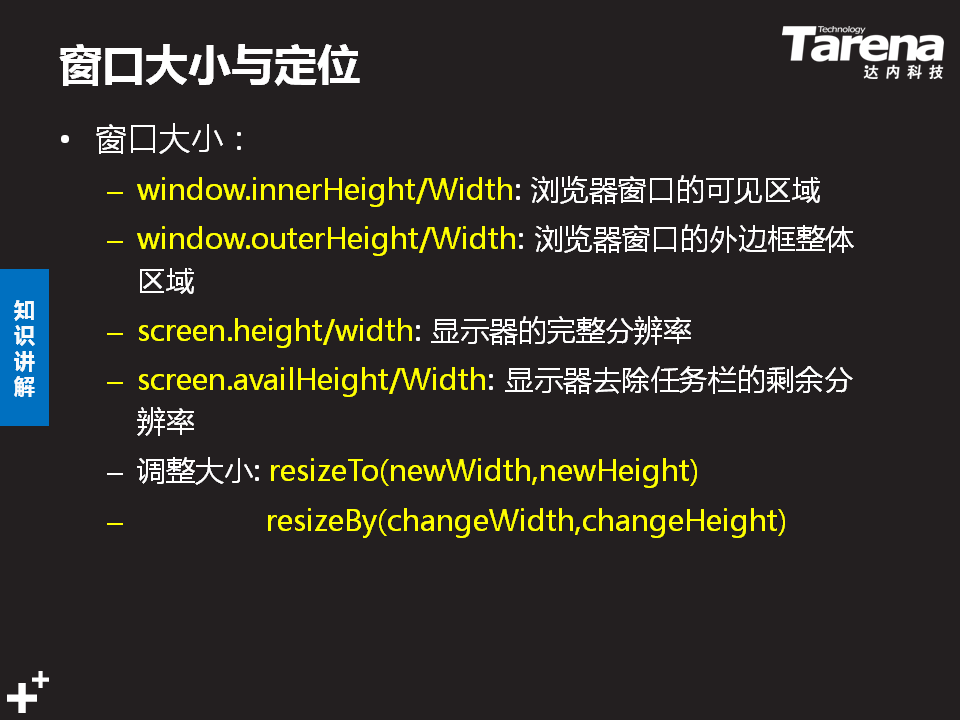 窗口大小与定位
Technology
Tarena
达内科技
• 窗口大小：
– window.innerHeight/Width: 浏览器窗口的可见区域
– window.outerHeight/Width: 浏览器窗口的外边框整体
区域
– screen.height/width: 显示器的完整分辨率
– screen.availHeight/Width: 显示器去除任务栏的剩余分
辨率
– 调整大小: resizeTo(newWidth,newHeight)
– resizeBy(changeWidth,changeHeight)
知
识
讲
解